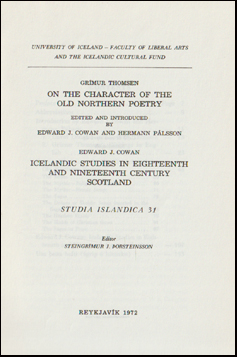 UNIVERSITY OF ICELAND – FACULTY OF LIBERAL ARTS
AND THE ICELANDIC CULTURAL FUND
GRÍMUR THOMSEN
ON THE CHARACTER OF THE
OLD NORTHERN POETRY
EDITED AND INTRODUCED
BY
EDWARD J. COWAN AND HERMANN PÁLSSON
EDWARD J. COWAN
ICELANDIC STUDIES IN EIGHTEENTH
AND NINETEENTH CENTURY
SCOTLAND
STUDIA ISLANDICA 31
Editor
STEINGRÍMUR J. ÞORSTEINSSON
REYKJAVÍK 1972